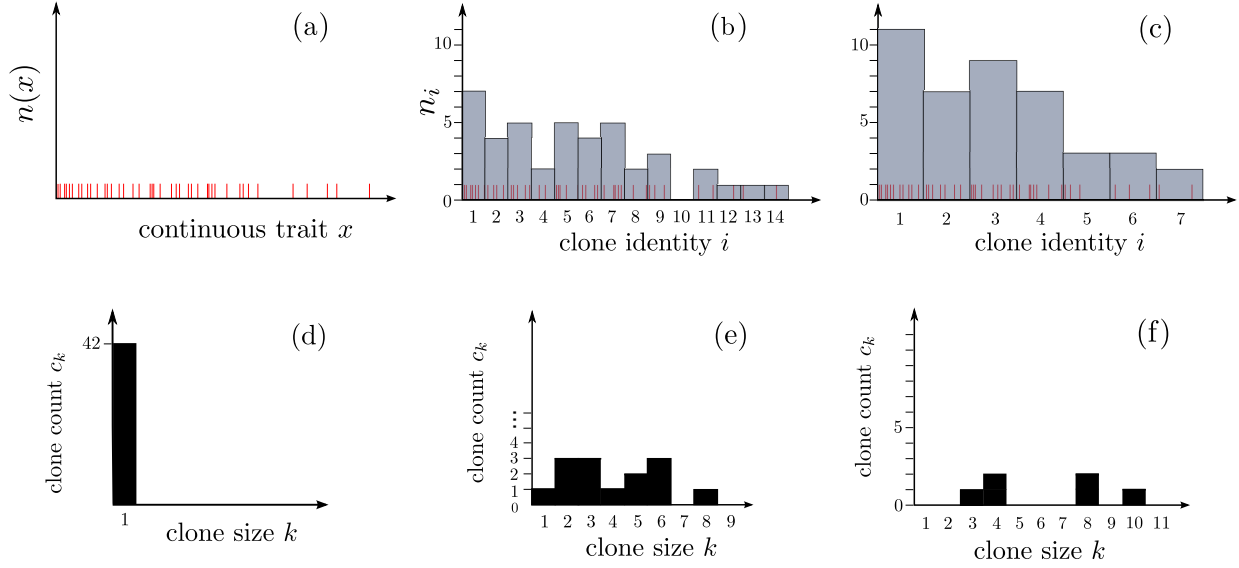 (a)
n(x)
continuous trait x
(b)
n_i
10
5
0
1 2 3 4 5 6 7 8 9 10 11 12 13 14
clone identity i
(c)
10
5
0
1 2 3 4 5 6 7
clone identity i
(d)
clone count c_k
42
1
clone size k
(e)
clone count c_k
...
4
3
2
1
0
1 2 3 4 5 6 7 8 9
clone size k
(f)
clone count c_k
5
0
1 2 3 4 5 6 7 8 9 10 11
clone size k